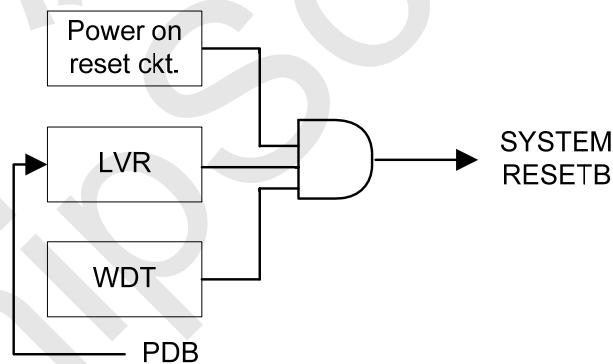 Power on
reset ckt.
LVR
WDT
PDB
SYSTEM
RESETB